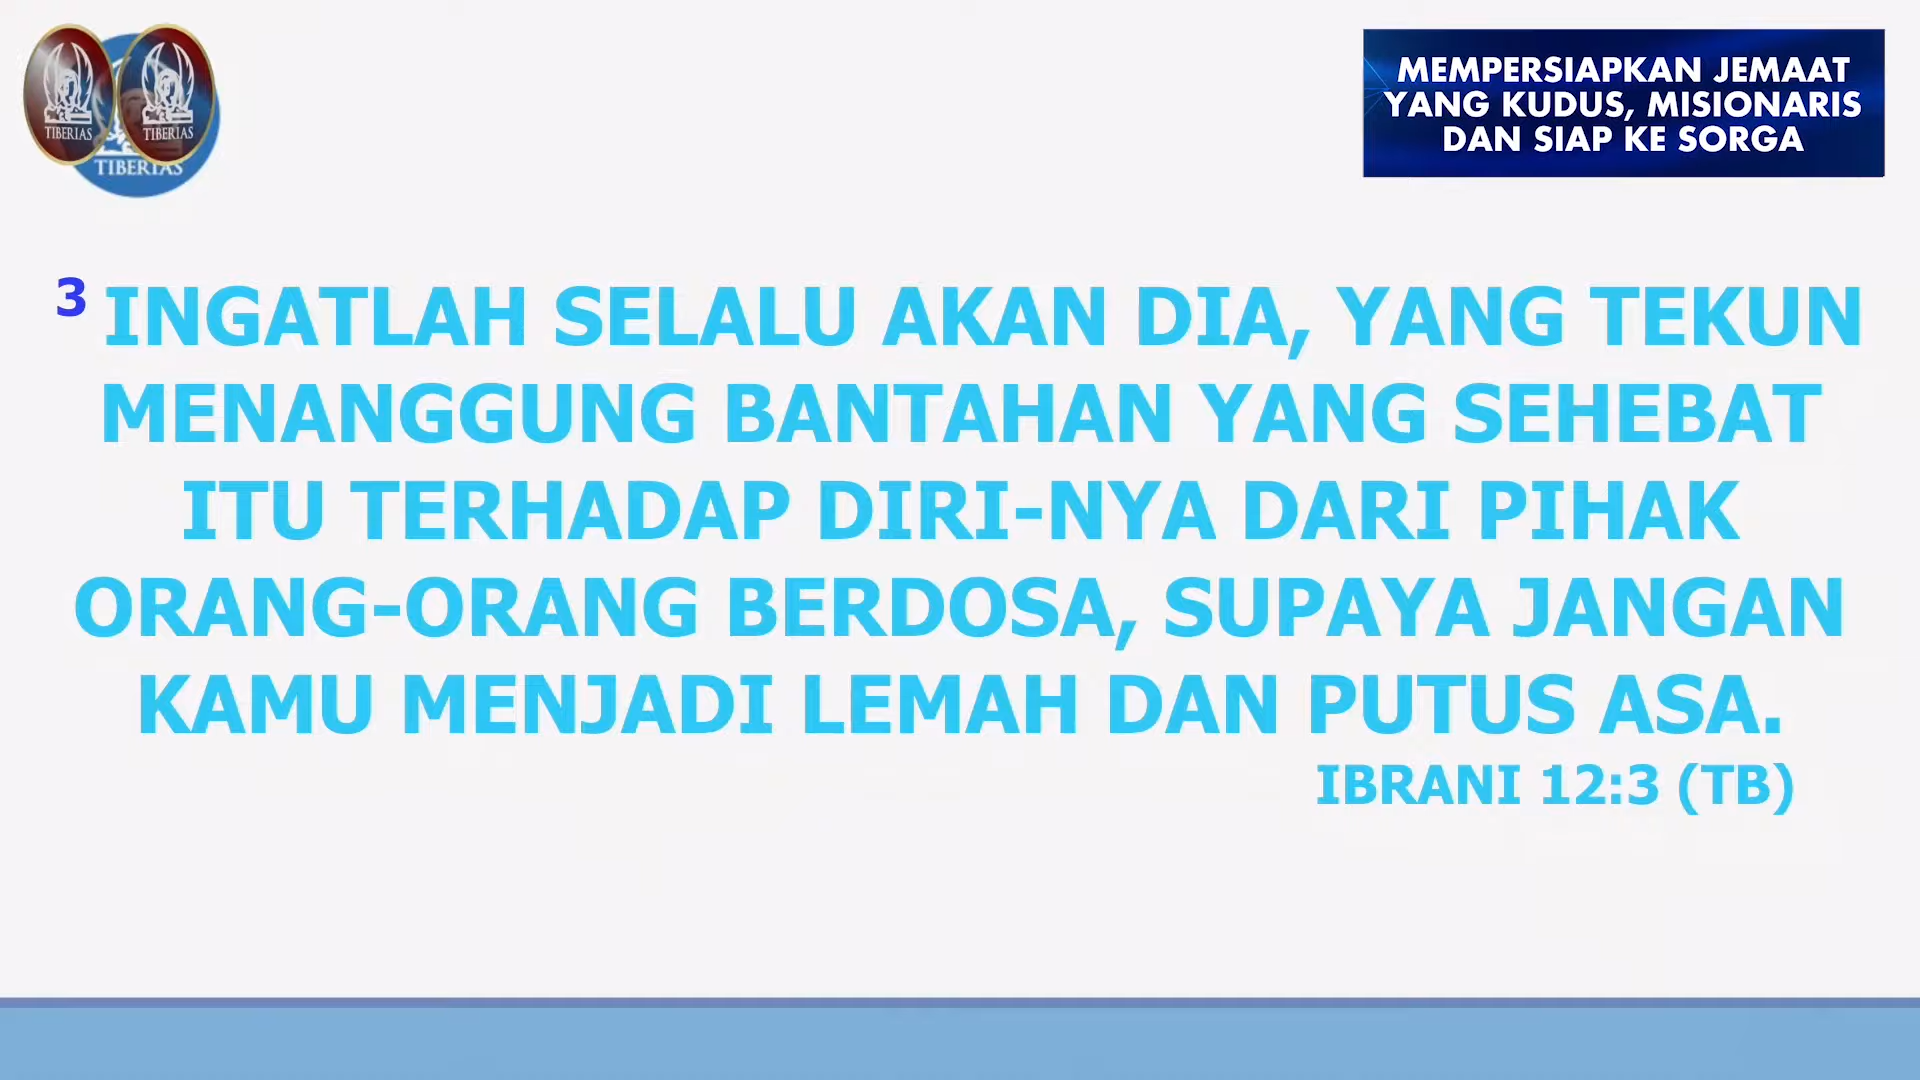 TIBERIAS
TIBERIAS
TIBERIAS
MEMPERSIAPKAN JEMAAT
YANG KUDUS, MISIONARIS
DAN SIAP KE SORGA
3 INGATLAH SELALU AKAN DIA, YANG TEKUN
MENANGGUNG BANTAHAN YANG SEHEBAT
ITU TERHADAP DIRI-NYA DARI PIHAK
ORANG-ORANG BERDOSA, SUPAYA JANGAN
KAMU MENJADI LEMAH DAN PUTUS ASA.
IBRANI 12:3 (TB)